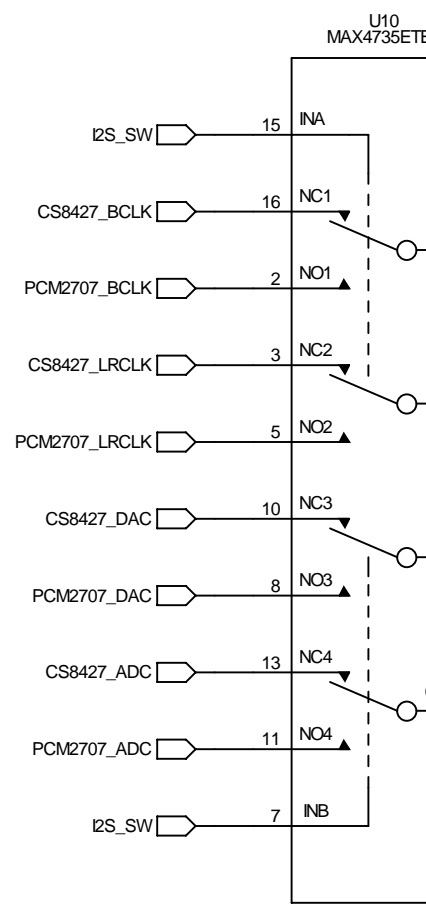 U10
MAX4735ETE
I2S_SW 15 INA
CS8427_BCLK 16 NC1
PCM2707_BCLK 2 NO1
CS8427_LRCLK 3 NC2
PCM2707_LRCLK 5 NO2
CS8427_DAC 10 NC3
PCM2707_DAC 8 NO3
CS8427_ADC 13 NC4
PCM2707_ADC 11 NO4
I2S_SW 7 INB